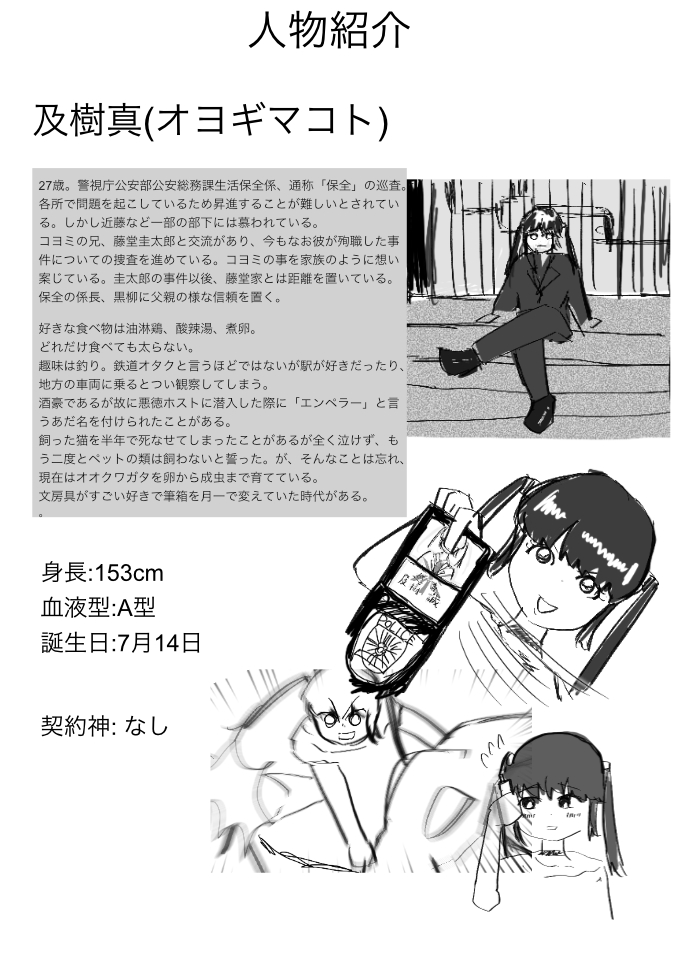 人物紹介
及樹真(オヨギマコト)
27歳。警視庁公安部公安総務課生活保全係、通称「保全」の巡査。
各所で問題を起こしているため昇進することが難しいとされてい
る。しかし近藤など一部の部下には慕われている。
コヨミの兄、藤堂圭太郎と交流があり、今もなお彼が殉職した事
件についての捜査を進めている。コヨミの事を家族のように想い
案じている。圭太郎の事件以後、藤堂家とは距離を置いている。
保全の係長、黒柳に父親の様な信頼を置く。
好きな食べ物は油淋鶏、酸辣湯、煮卵。
どれだけ食べても太らない。
趣味は釣り。鉄道オタクと言うほどではないが駅が好きだったり、
地方の車両に乗るとつい観察してしまう。
酒豪であるが故に悪徳ホストに潜入した際に「エンペラー」と言
うあだ名を付けられたことがある。
飼った猫を半年で死なせてしまったことがあるが全く泣けず、も
う二度とペットの類は飼わないと誓った。が、そんなことは忘れ、
現在はオオクワガタを卵から成虫まで育てている。
文房具がすごい好きで筆箱を月一で変えていた時代がある。
。
身長:153cm
血液型:A型
誕生日:7月14日
契約神: なし
POLICE